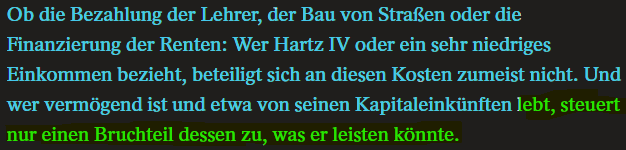 Ob die Bezahlung der Lehrer, der Bau von Straßen oder die
Finanzierung der Renten: Wer Hartz IV oder ein sehr niedriges
Einkommen bezieht, beteiligt sich an diesen Kosten zumeist nicht. Und
wer vermögend ist und etwa von seinen Kapitaleinkünften lebt, steuert
nur einen Bruchteil dessen zu, was er leisten könnte.